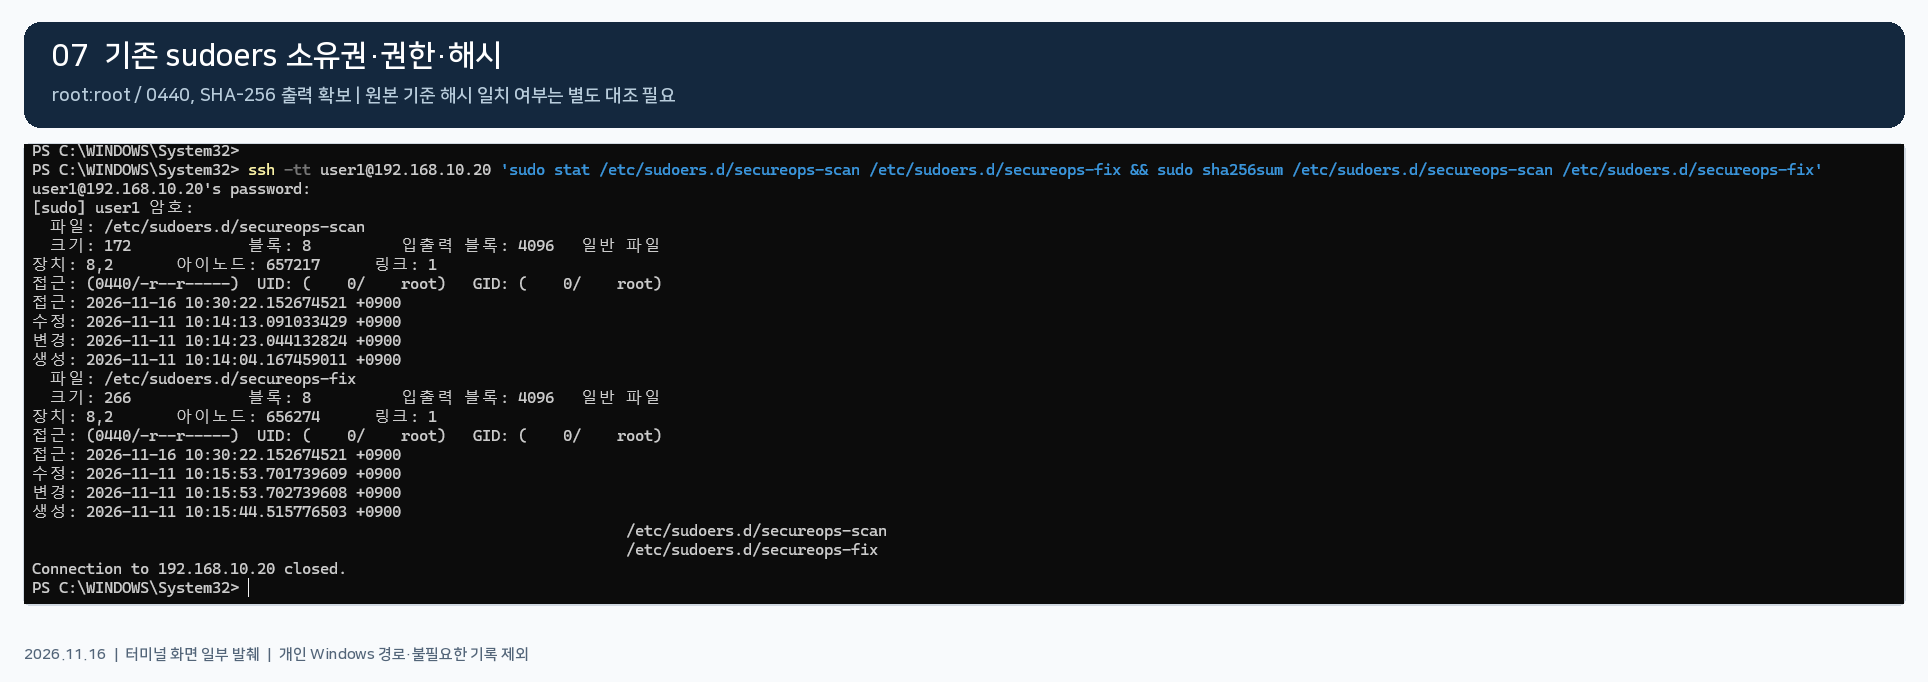 07 기존 sudoers 소유권·권한·해시
root:root / 0440, SHA-256 출력 확보 | 원본 기준 해시 일치 여부는 별도 대조 필요
PS C:\WINDOWS\System32>
PS C:\WINDOWS\System32> ssh -tt user1@192.168.10.20 'sudo stat /etc/sudoers.d/secureops-scan /etc/sudoers.d/secureops-fix && sudo sha256sum /etc/sudoers.d/secureops-scan /etc/sudoers.d/secureops-fix'
user1@192.168.10.20's password:
[sudo] user1 암호:
파일: /etc/sudoers.d/secureops-scan
크기: 172 블록: 8 입출력 블록: 4096 일반 파일
장치: 8,2 아이노드: 657217 링크: 1
접근: (0440/-r--r-----) UID: ( 0/ root) GID: ( 0/ root)
접근: 2026-11-16 10:30:22.152674521 +0900
수정: 2026-11-11 10:14:13.091033429 +0900
변경: 2026-11-11 10:14:23.044132824 +0900
생성: 2026-11-11 10:14:04.167459011 +0900
파일: /etc/sudoers.d/secureops-fix
크기: 266 블록: 8 입출력 블록: 4096 일반 파일
장치: 8,2 아이노드: 656274 링크: 1
접근: (0440/-r--r-----) UID: ( 0/ root) GID: ( 0/ root)
접근: 2026-11-16 10:30:22.152674521 +0900
수정: 2026-11-11 10:15:53.701739609 +0900
변경: 2026-11-11 10:15:53.702739608 +0900
생성: 2026-11-11 10:15:44.515776503 +0900
/etc/sudoers.d/secureops-scan
/etc/sudoers.d/secureops-fix
Connection to 192.168.10.20 closed.
PS C:\WINDOWS\System32>
2026.11.16 | 터미널 화면 일부 발췌 | 개인 Windows 경로·불필요한 기록 제외